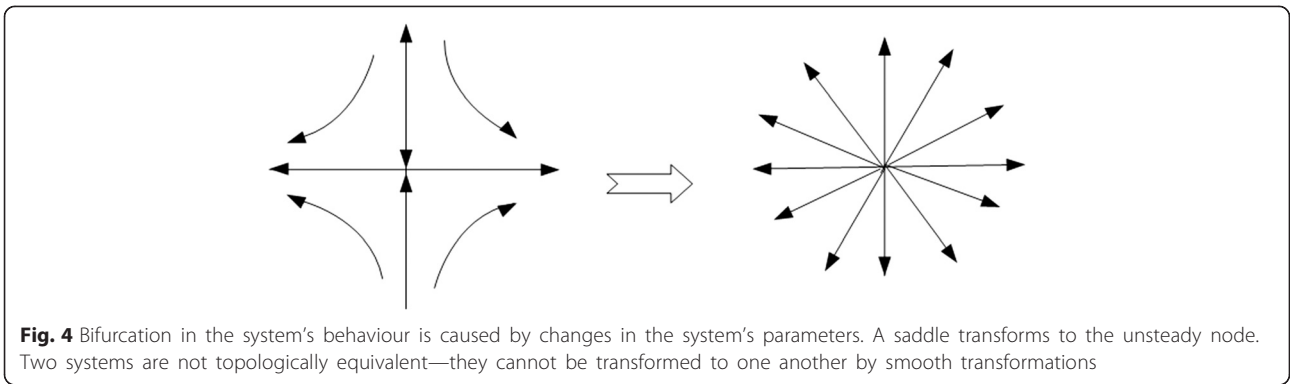 Fig. 4 Bifurcation in the system's behaviour is caused by changes in the system's parameters. A saddle transforms to the unsteady node.
Two systems are not topologically equivalent—they cannot be transformed to one another by smooth transformations